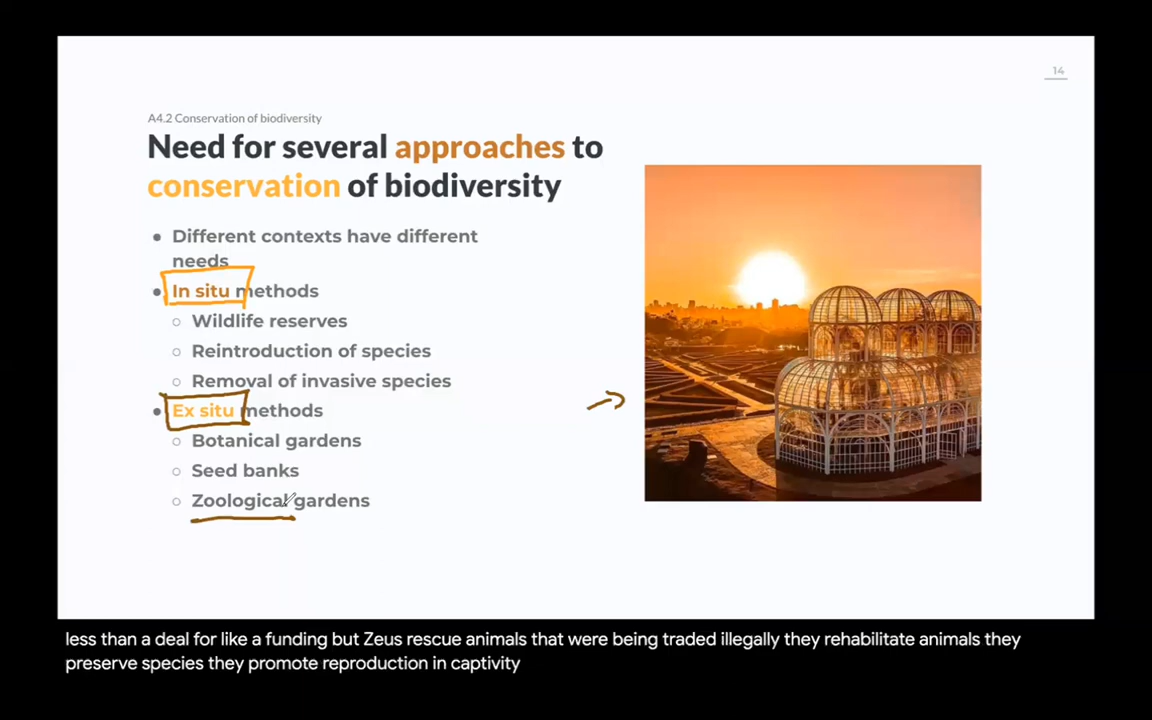 14
A4.2 Conservation of biodiversity
Need for several approaches to
conservation of biodiversity
● Different contexts have different
needs
● In situ methods
○ Wildlife reserves
○ Reintroduction of species
○ Removal of invasive species
● Ex situ methods
○ Botanical gardens
○ Seed banks
○ Zoological gardens
less than a deal for like a funding but Zeus rescue animals that were being traded illegally they rehabilitate animals they
preserve species they promote reproduction in captivity